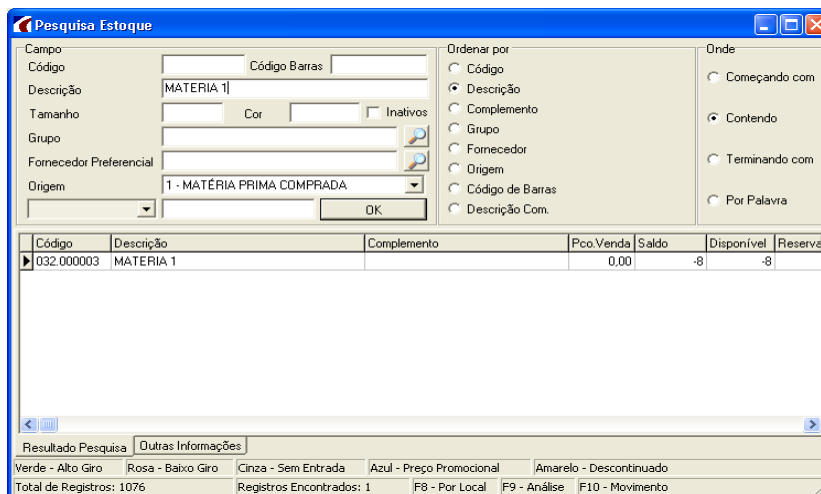 Pesquisa Estoque
Campo
Código Código Barras
Descrição MATERIA 1
Tamanho Cor Inativos
Grupo
Fornecedor Preferencial
Origem 1 - MATÉRIA PRIMA COMPRADA
OK
Ordenar por
Código
Descrição
Complemento
Grupo
Fornecedor
Origem
Código de Barras
Descrição Com.
Onde
Começando com
Contendo
Terminando com
Por Palavra
Código Descrição Complemento Pco.Venda Saldo Disponível Reserva
032.000003 MATERIA 1 0,00 -8 -8
Resultado Pesquisa Outras Informações
Verde - Alto Giro Rosa - Baixo Giro Cinza - Sem Entrada Azul - Preço Promocional Amarelo - Descontinuado
Total de Registros: 1076 Registros Encontrados: 1 F8 - Por Local F9 - Análise F10 - Movimento